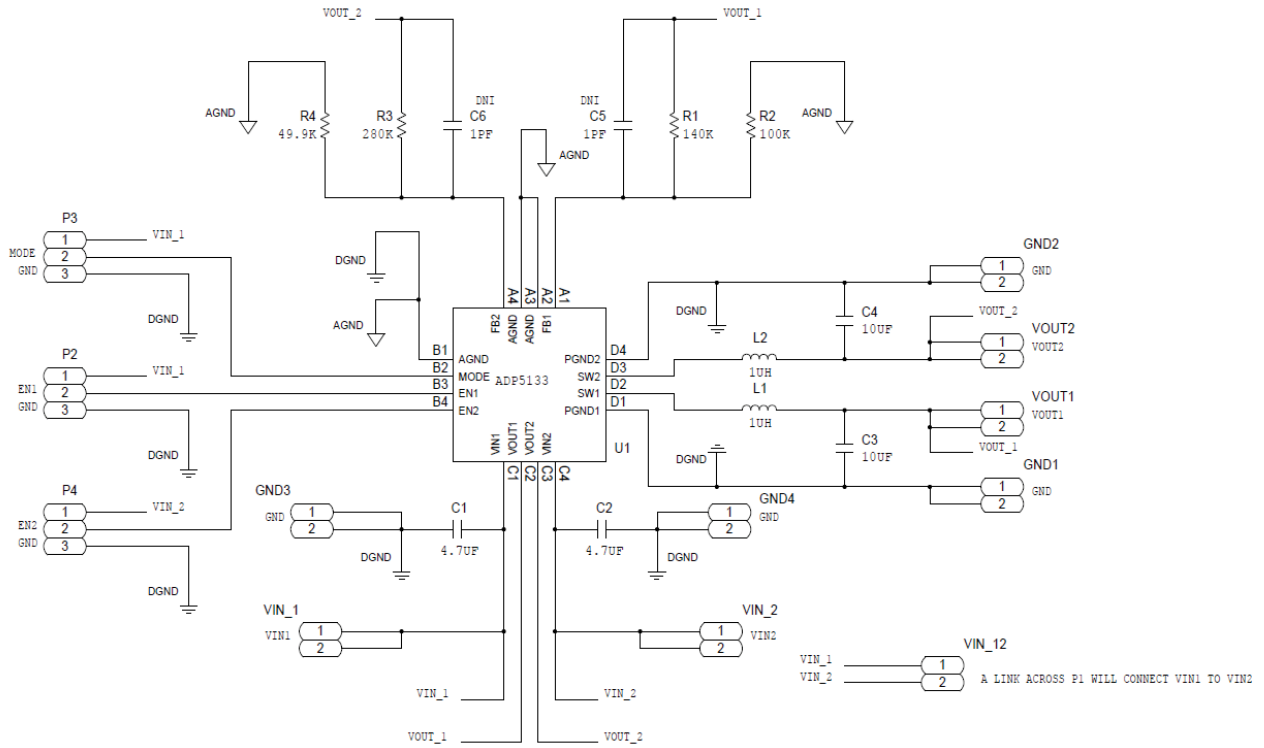 VOUT_2
VOUT_1
DNI
DNI
AGND
R4
49.9K
R3
280K
C6
1PF
C5
1PF
R1
140K
R2
100K
AGND
AGND
P3
1
VIN_1
MODE
2
GND
3
DGND
DGND
AGND
A4
A3
A2
A1
FB2
AGND
AGND
FB1
B1
AGND
B2
MODE
B3
EN1
B4
EN2
ADP5133
PGND2
D4
SW2
D3
SW1
D2
PGND1
D1
VIN1
VOUT1
VOUT2
VIN2
C1
C2
C3
C4
U1
GND2
1
GND
2
DGND
C4
10UF
VOUT_2
L2
1UH
VOUT2
1
VOUT2
2
L1
1UH
VOUT1
1
VOUT1
2
VOUT_1
C3
10UF
DGND
GND1
1
GND
2
P2
1
VIN_1
EN1
2
GND
3
DGND
P4
1
VIN_2
EN2
2
GND
3
DGND
GND3
GND
1
2
C1
4.7UF
DGND
C2
4.7UF
GND4
1
GND
2
DGND
VIN_1
VIN1
1
2
VIN_2
1
VIN2
2
VIN_1
VIN_2
VOUT_1
VOUT_2
VIN_12
VIN_1
1
VIN_2
2
A LINK ACROSS P1 WILL CONNECT VIN1 TO VIN2